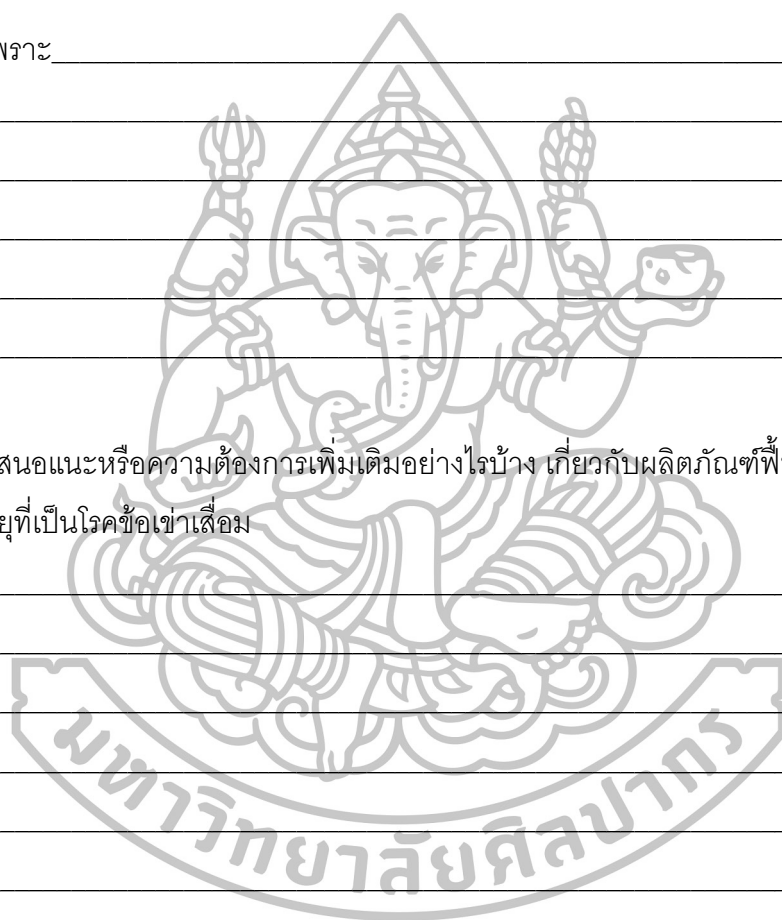 พราะ
สนอแนะหรือความต้องการเพิ่มเติมอย่างไรบ้าง เกี่ยวกับผลิตภัณฑ์ฟื้
ยุที่เป็นโรคข้อเข่าเสื่อม
มหาวิทยาลัยศิลปากร